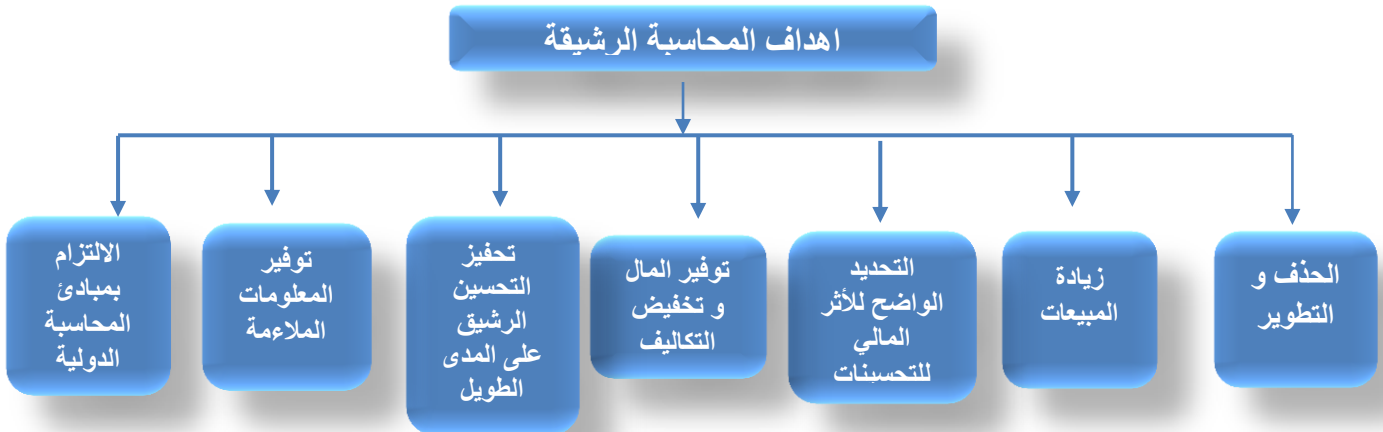 اهداف المحاسبة الرشيقة
الحذف و
التطوير
زيادة
المبيعات
التحديد
الواضح للأثر
المالي
للتحسينات
توفير المال
و تخفيض
التكاليف
تحفيز
التحسين
الرشيق
على المدى
الطويل
توفير
المعلومات
الملاءمة
الالتزام
بمبادئ
المحاسبة
الدولية